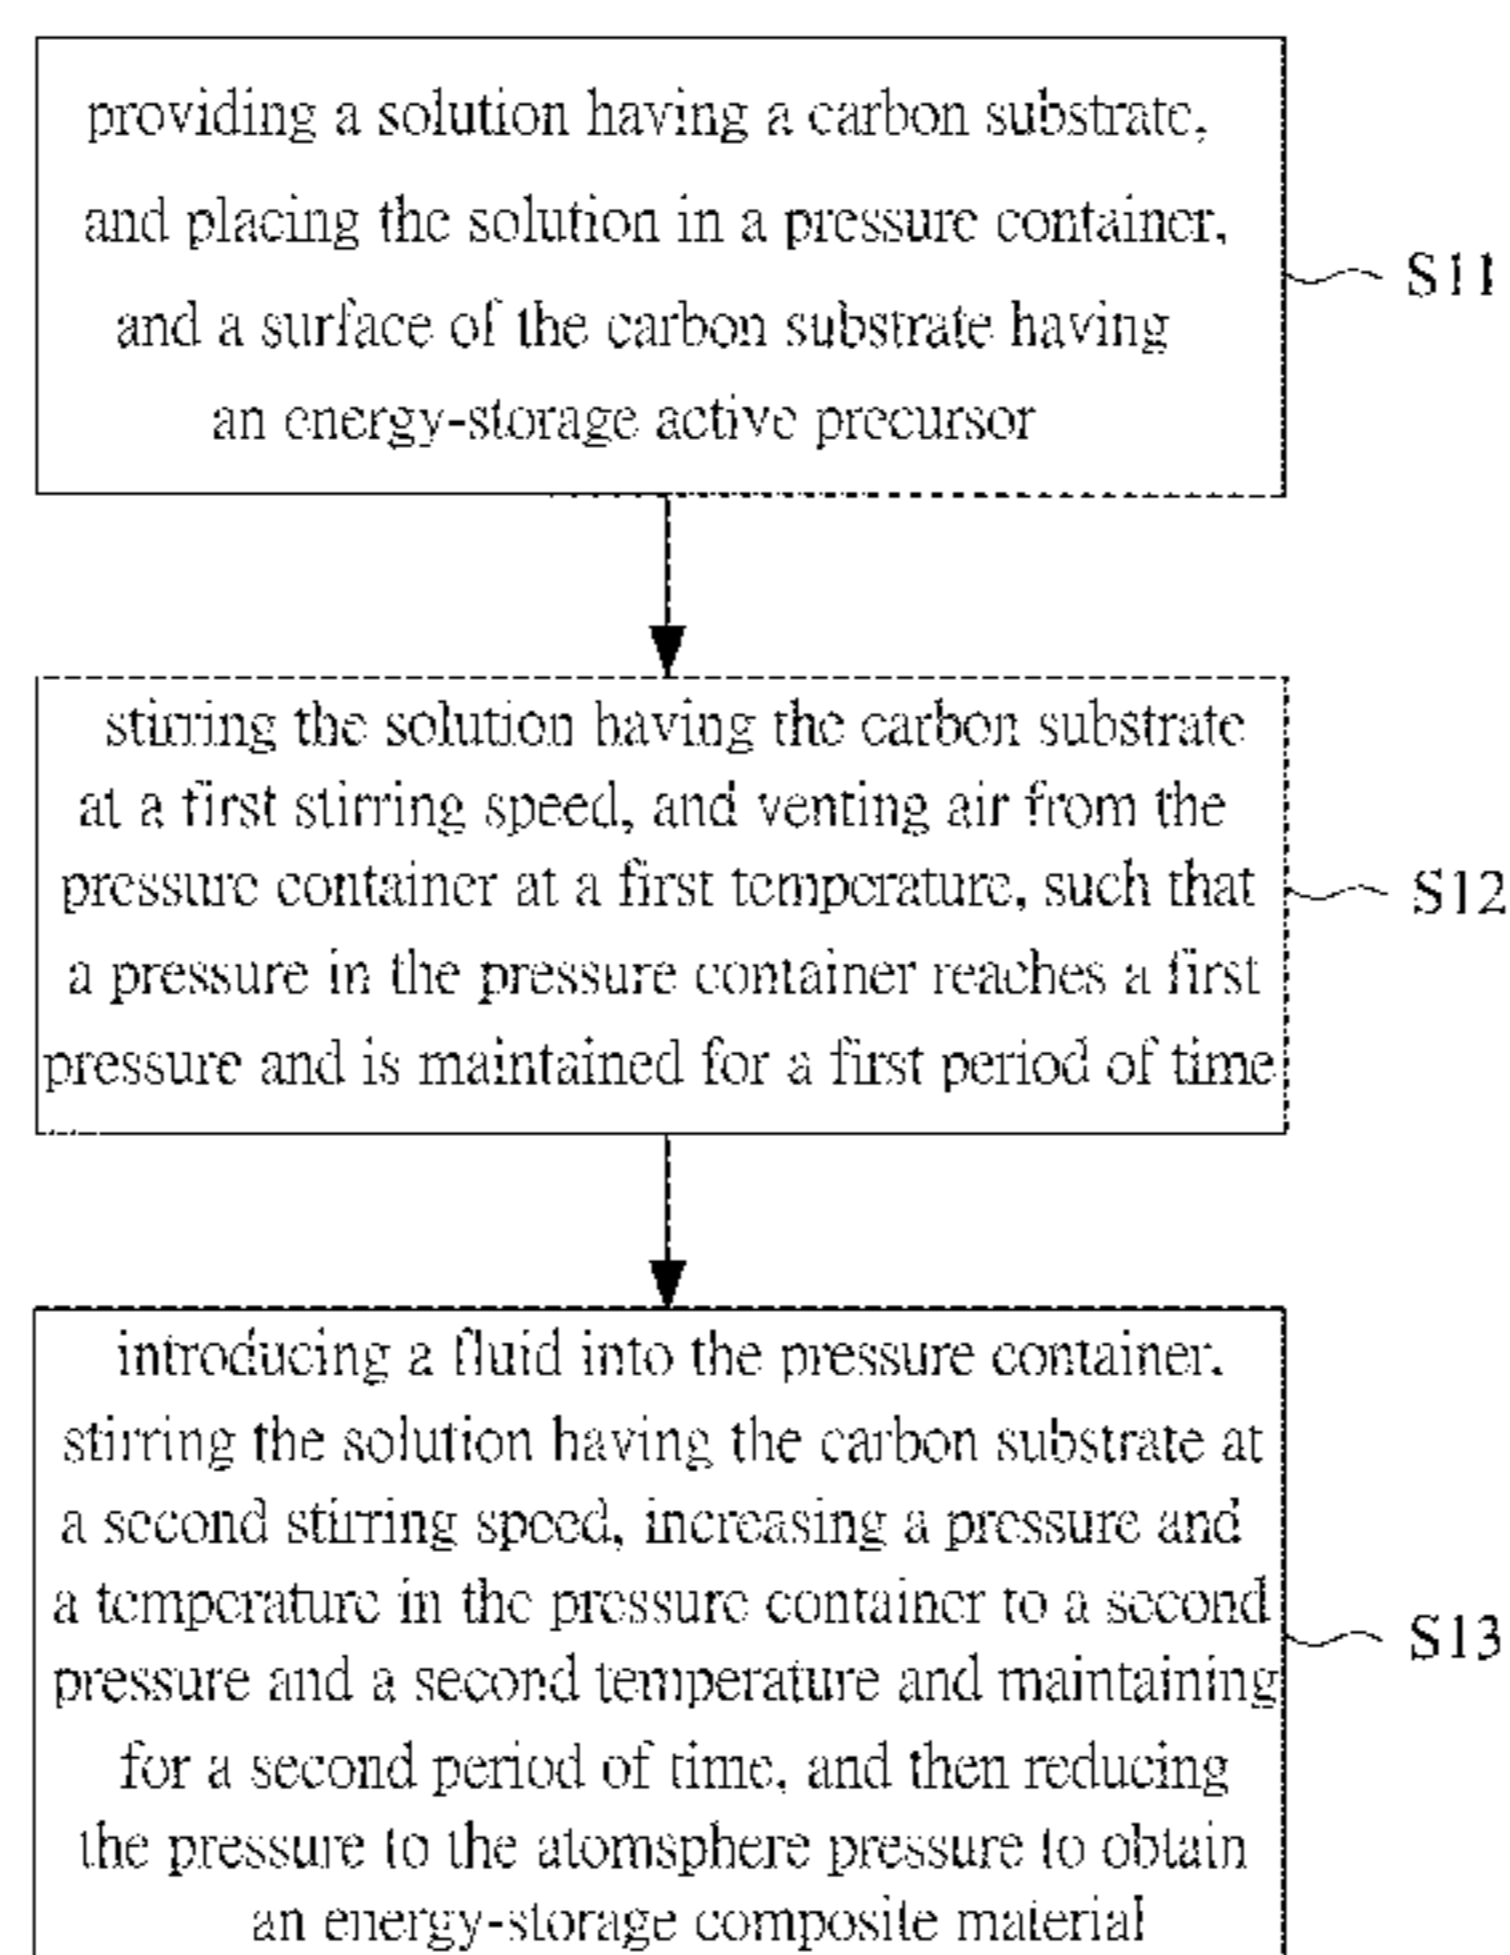 providing a solution having a carbon substrate,
and placing the solution in a pressure container,
and a surface of the carbon substrate having
an energy-storage active precursor
S11
stirring the solution having the carbon substrate
at a first stirring speed, and venting air from the
pressure container at a first temperature, such that
a pressure in the pressure container reaches a first
pressure and is maintained for a first period of time
S12
introducing a fluid into the pressure container,
stirring the solution having the carbon substrate at
a second stirring speed, increasing a pressure and
a temperature in the pressure container to a second
pressure and a second temperature and maintaining
for a second period of time, and then reducing
the pressure to the atomsphere pressure to obtain
an energy-storage composite material
S13